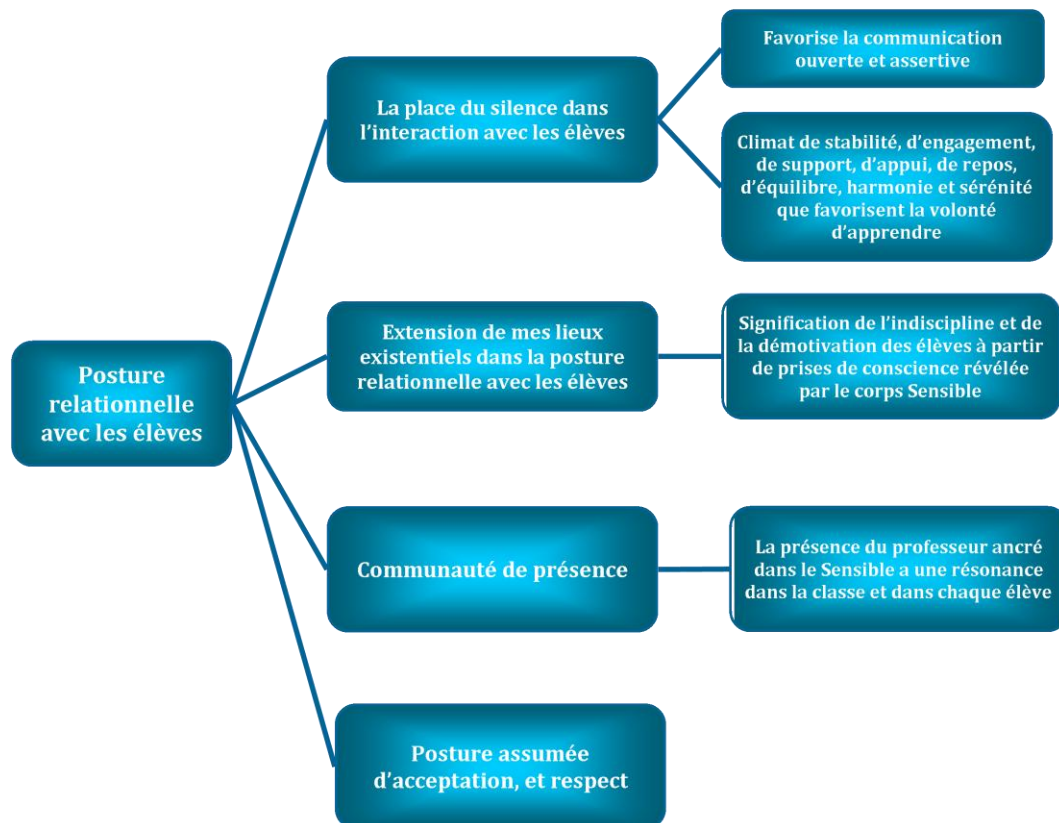 Favorise la communication
ouverte et assertive
La place du silence dans
l'interaction avec les élèves
Climat de stabilité, d'engagement,
de support, d'appui, de repos,
d'équilibre, harmonie et sérénité
que favorisent la volonté
d'apprendre
Posture
relationnelle
avec les élèves
Extension de mes lieux
existentiels dans la posture
relationnelle avec les élèves
Signification de l'indiscipline et de
la démotivation des élèves à partir
de prises de conscience révélée
par le corps Sensible
Communauté de présence
La présence du professeur ancré
dans le Sensible a une résonance
dans la classe et dans chaque élève
Posture assumée
d'acceptation, et respect